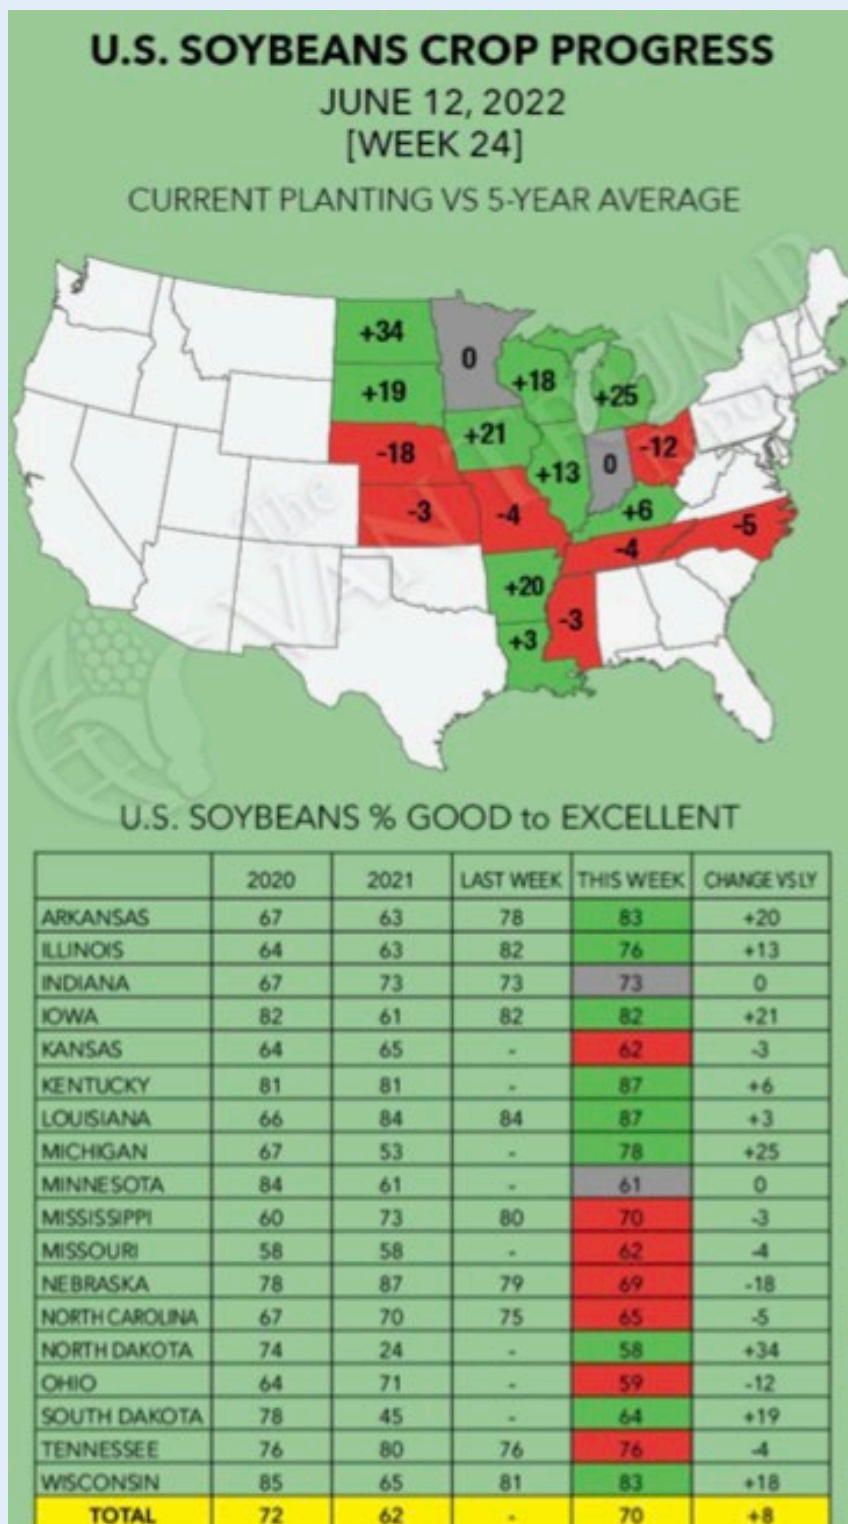 U.S. SOYBEANS CROP PROGRESS
JUNE 12, 2022
[WEEK 24]
CURRENT PLANTING VS 5-YEAR AVERAGE
+34
0
+18
+25
+19
+21
-12
-18
+13
0
-3
-4
+6
-5
-4
+20
-3
+3
The
U.S. SOYBEANS % GOOD to EXCELLENT
2020 2021 LAST WEEK THIS WEEK CHANGE VS LY
ARKANSAS 67 63 78 83 +20
ILLINOIS 64 63 82 76 +13
INDIANA 67 73 73 73 0
IOWA 82 61 82 82 +21
KANSAS 64 65 - 62 -3
KENTUCKY 81 81 - 87 +6
LOUISIANA 66 84 84 87 +3
MICHIGAN 67 53 - 78 +25
MINNESOTA 84 61 - 61 0
MISSISSIPPI 60 73 80 70 -3
MISSOURI 58 58 - 62 -4
NEBRASKA 78 87 79 69 -18
NORTH CAROLINA 67 70 75 65 -5
NORTH DAKOTA 74 24 - 58 +34
OHIO 64 71 - 59 -12
SOUTH DAKOTA 78 45 - 64 +19
TENNESSEE 76 80 76 76 -4
WISCONSIN 85 65 81 83 +18
TOTAL 72 62 - 70 +8